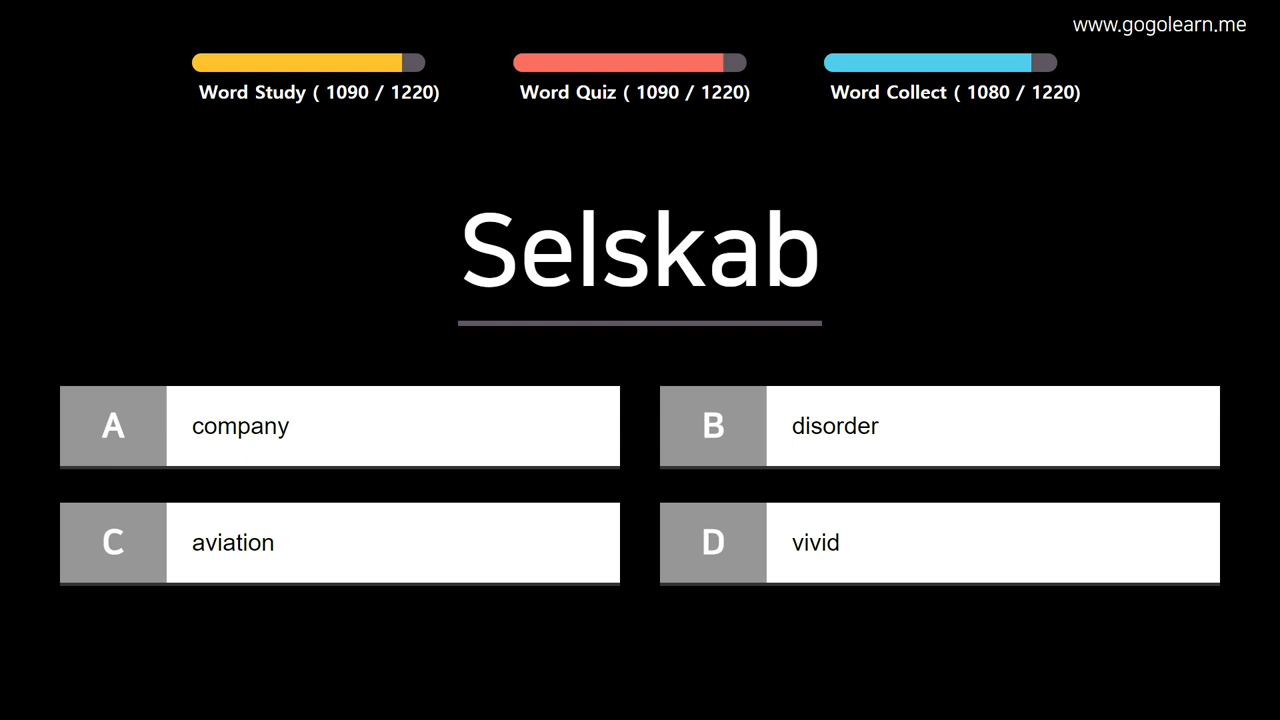 www.gogolearn.me
Word Study ( 1090 / 1220)
Word Quiz ( 1090 / 1220)
Word Collect ( 1080 / 1220)
Selskab
A company
B disorder
C aviation
D vivid